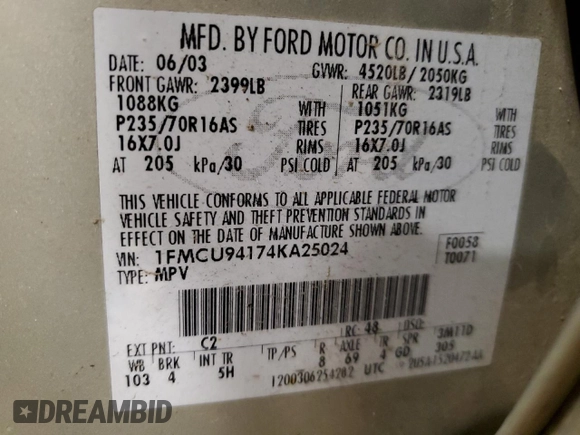 MFD. BY FORD MOTOR CO. IN U.S.A.
DATE: 06/03 GVWR: 4520LB/2050KG
FRONT GAWR: 2399LB REAR GAWR: 2319LB
1088KG WITH 1051KG WITH
P235/70R16AS TIRES P235/70R16AS TIRES
16X7.0J RIMS 16X7.0J RIMS
AT 205 kPa/30 PSI COLD AT 205 kPa/30 PSI COLD
Ford
THIS VEHICLE CONFORMS TO ALL APPLICABLE FEDERAL MOTOR
VEHICLE SAFETY AND THEFT PREVENTION STANDARDS IN
EFFECT ON THE DATE OF MANUFACTURE SHOWN ABOVE.
VIN: 1FMCU94174KA25024 F0058
TYPE: MPV T0071
EXT PNT: C2 RC: 48 DSO:
WB BRK INT TR TP/PS R AXLE TR SPR 3M11D
103 4 5H 8 69 4 GD 305
1200306254202 UTC
DREAMBID